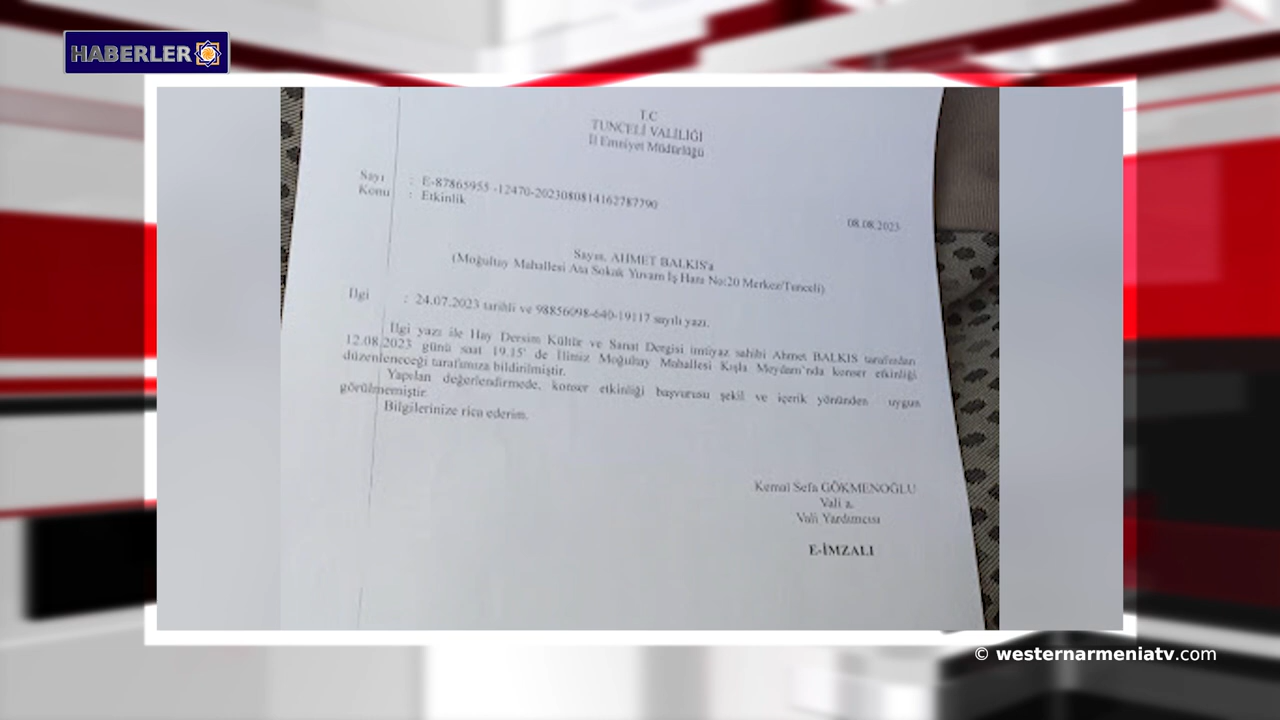 HABERLER
T.C
TUNCELİ VALİLİĞİ
İl Emniyet Müdürlüğü
Sayı : E-87865955 -12470-2023080814162787790
Konu : Etkinlik
08.08.2023
Sayın, AHMET BALKIS'a
(Moğultay Mahallesi Ata Sokak Yuvam İş Hanı No:20 Merkez/Tunceli)
İlgi : 24.07.2023 tarihli ve 98856098-640-19117 sayılı yazı.
İlgi yazı ile Hay Dersim Kültür ve Sanat Dergisi imtiyaz sahibi Ahmet BALKIS tarafından
12.08.2023 günü saat 19.15' de İlimiz Moğultay Mahallesi Kışla Meydanı'nda konser etkinliği
düzenleneceği tarafımıza bildirilmiştir.
Yapılan değerlendirmede, konser etkinliği başvurusu şekil ve içerik yönünden uygun
görülmemiştir.
Bilgilerinize rica ederim.
Kemal Sefa GÖKMENOĞLU
Vali a.
Vali Yardımcısı
E-İMZALI
© westernarmeniatv.com